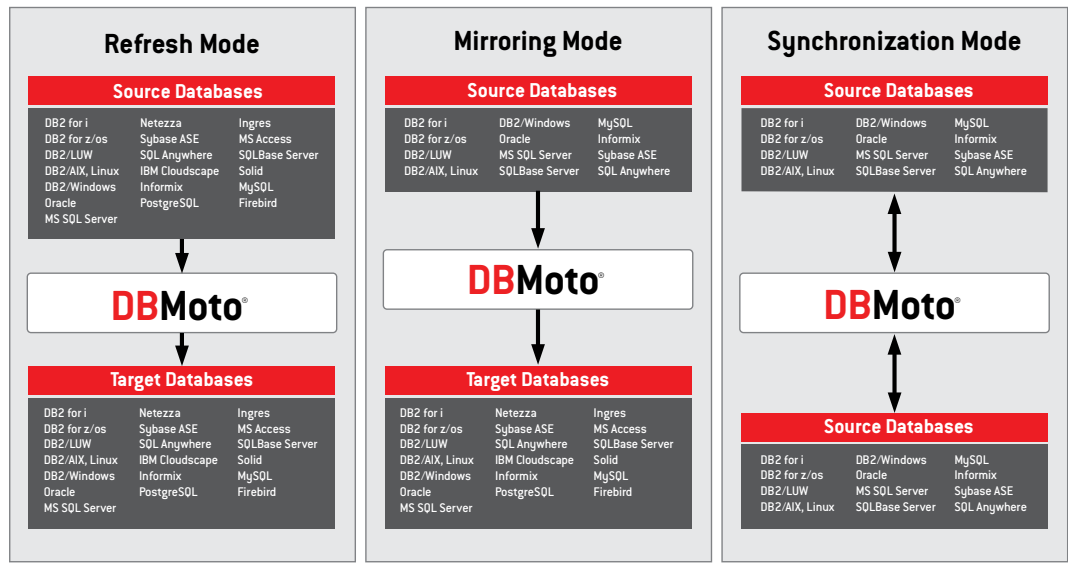 Refresh Mode
Source Databases
DB2 for i Netezza Ingres
DB2 for z/os Sybase ASE MS Access
DB2/LUW SQL Anywhere SQLBase Server
DB2/AIX, Linux IBM Cloudscape Solid
DB2/Windows Informix MySQL
Oracle PostgreSQL Firebird
MS SQL Server
DBMoto®
Target Databases
DB2 for i Netezza Ingres
DB2 for z/os Sybase ASE MS Access
DB2/LUW SQL Anywhere SQLBase Server
DB2/AIX, Linux IBM Cloudscape Solid
DB2/Windows Informix MySQL
Oracle PostgreSQL Firebird
MS SQL Server
Mirroring Mode
Source Databases
DB2 for i DB2/Windows MySQL
DB2 for z/os Oracle Informix
DB2/LUW MS SQL Server Sybase ASE
DB2/AIX, Linux SQLBase Server SQL Anywhere
DBMoto®
Target Databases
DB2 for i Netezza Ingres
DB2 for z/os Sybase ASE MS Access
DB2/LUW SQL Anywhere SQLBase Server
DB2/AIX, Linux IBM Cloudscape Solid
DB2/Windows Informix MySQL
Oracle PostgreSQL Firebird
MS SQL Server
Synchronization Mode
Source Databases
DB2 for i DB2/Windows MySQL
DB2 for z/os Oracle Informix
DB2/LUW MS SQL Server Sybase ASE
DB2/AIX, Linux SQLBase Server SQL Anywhere
DBMoto®
Source Databases
DB2 for i DB2/Windows MySQL
DB2 for z/os Oracle Informix
DB2/LUW MS SQL Server Sybase ASE
DB2/AIX, Linux SQLBase Server SQL Anywhere